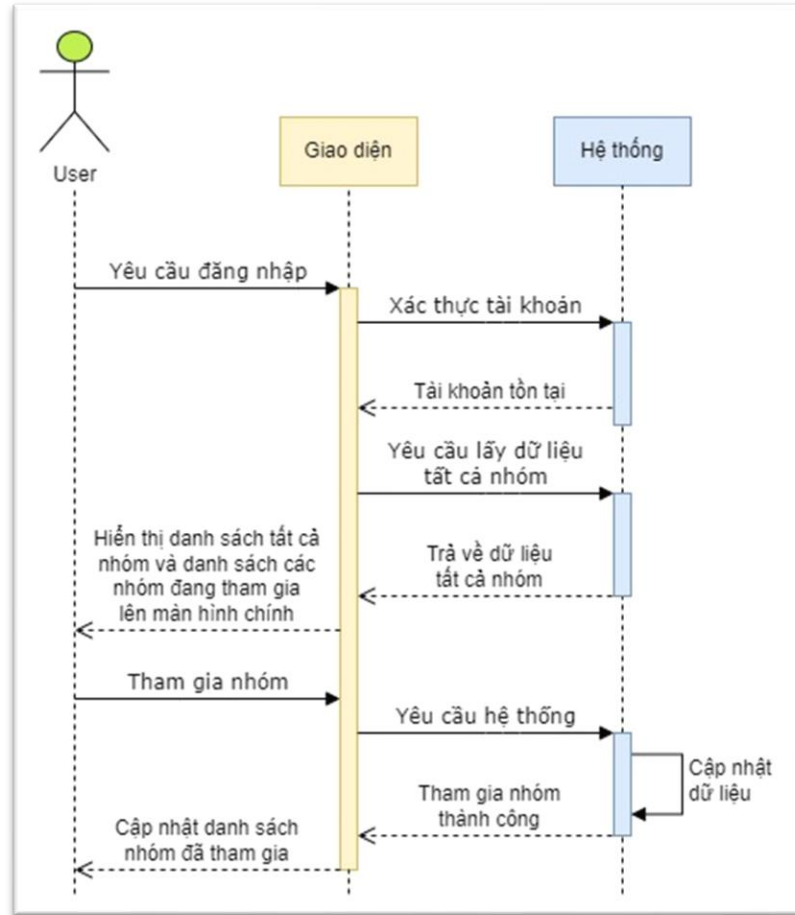 User
Giao diện
Hệ thống
Yêu cầu đăng nhập
Xác thực tài khoản
Tài khoản tồn tại
Yêu cầu lấy dữ liệu
tất cả nhóm
Hiển thị danh sách tất cả
nhóm và danh sách các
nhóm đang tham gia
lên màn hình chính
Trả về dữ liệu
tất cả nhóm
Tham gia nhóm
Yêu cầu hệ thống
Cập nhật
dữ liệu
Tham gia nhóm
thành công
Cập nhật danh sách
nhóm đã tham gia